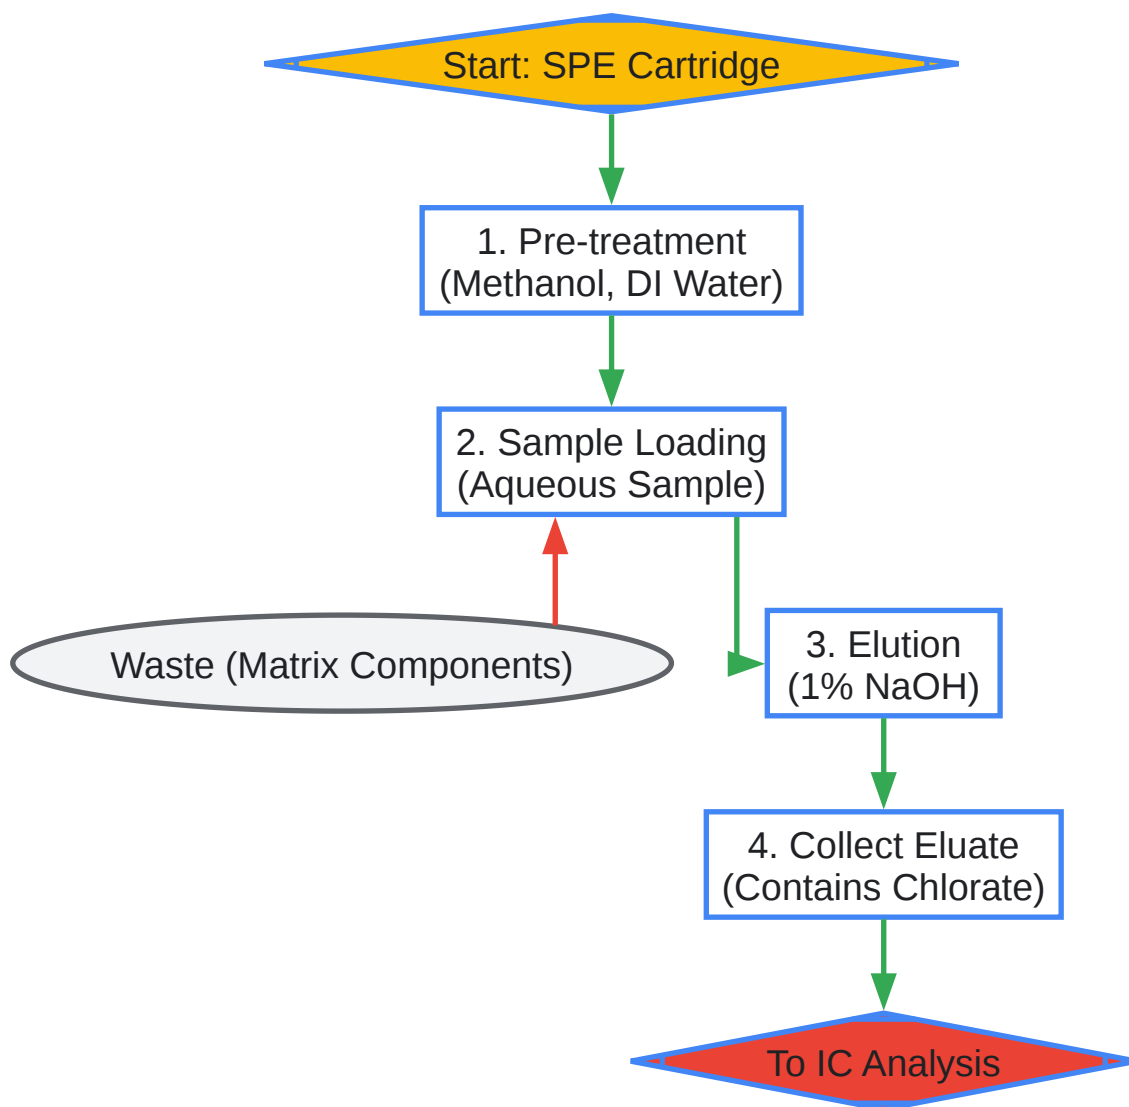 Start: SPE Cartridge
1. Pre-treatment
(Methanol, DI Water)
2. Sample Loading
(Aqueous Sample)
Waste (Matrix Components)
3. Elution
(1% NaOH)
4. Collect Eluate
(Contains Chlorate)
To IC Analysis